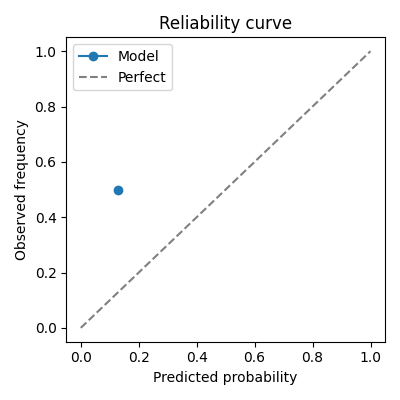 Reliability curve
Model
Perfect
Observed frequency
1.0
0.8
0.6
0.4
0.2
0.0
0.0 0.2 0.4 0.6 0.8 1.0
Predicted probability